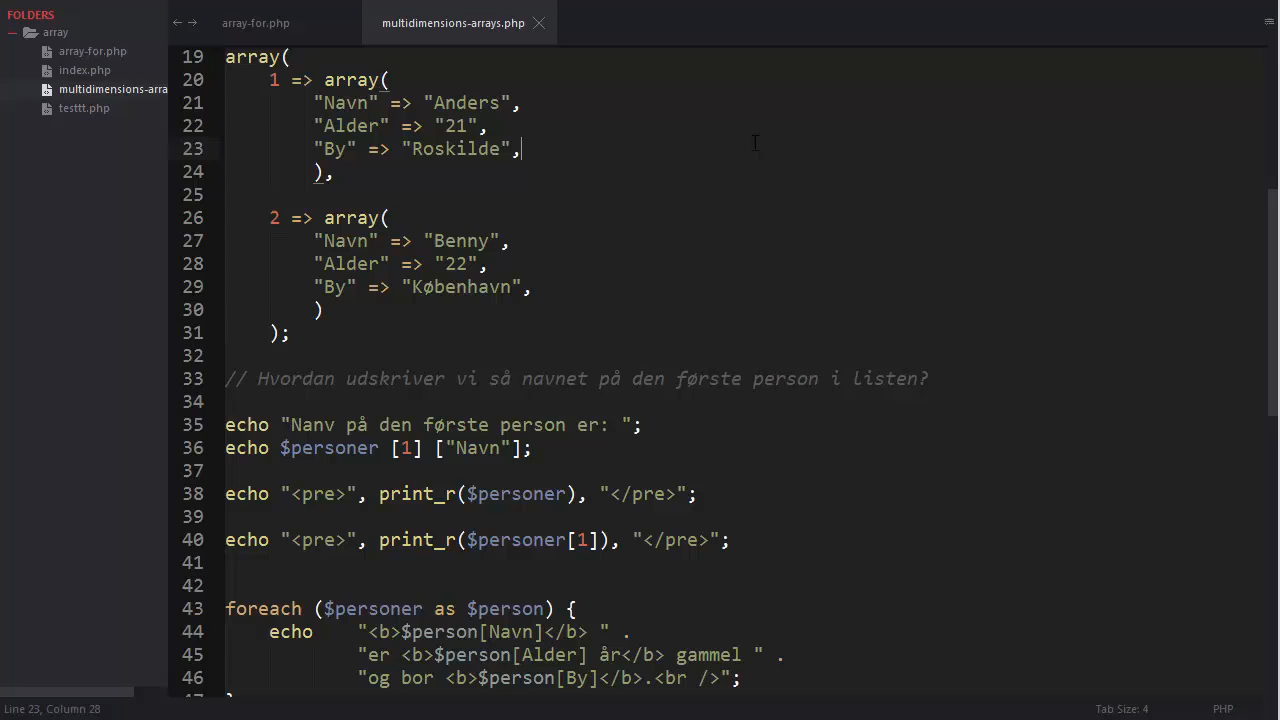 FOLDERS
array
array-for.php
index.php
multidimensions-arra
testtt.php
array-for.php
multidimensions-arrays.php
19 array(
20 1 => array(
21 "Navn" => "Anders",
22 "Alder" => "21",
23 "By" => "Roskilde",
24 ),
25
26 2 => array(
27 "Navn" => "Benny",
28 "Alder" => "22",
29 "By" => "København",
30 )
31 );
32
33 // Hvordan udskriver vi så navnet på den første person i listen?
34
35 echo "Nanv på den første person er: ";
36 echo $personer [1] ["Navn"];
37
38 echo "<pre>", print_r($personer), "</pre>";
39
40 echo "<pre>", print_r($personer[1]), "</pre>";
41
42
43 foreach ($personer as $person) {
44 echo "<b>$person[Navn]</b> " .
45 "er <b>$person[Alder] år</b> gammel " .
46 "og bor <b>$person[By]</b>.<br />";
Line 23, Column 28
Tab Size: 4
PHP